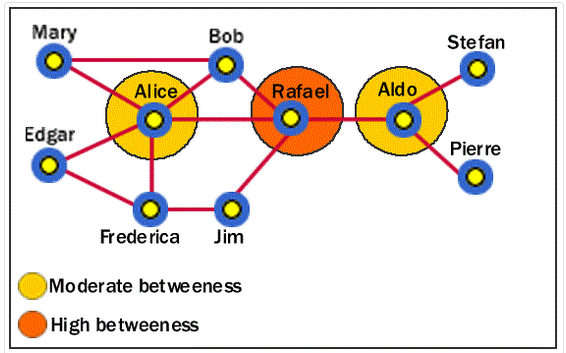 Mary
Bob
Stefan
Alice
Rafael
Aldo
Edgar
Pierre
Frederica
Jim
Moderate betweeness
High betweeness